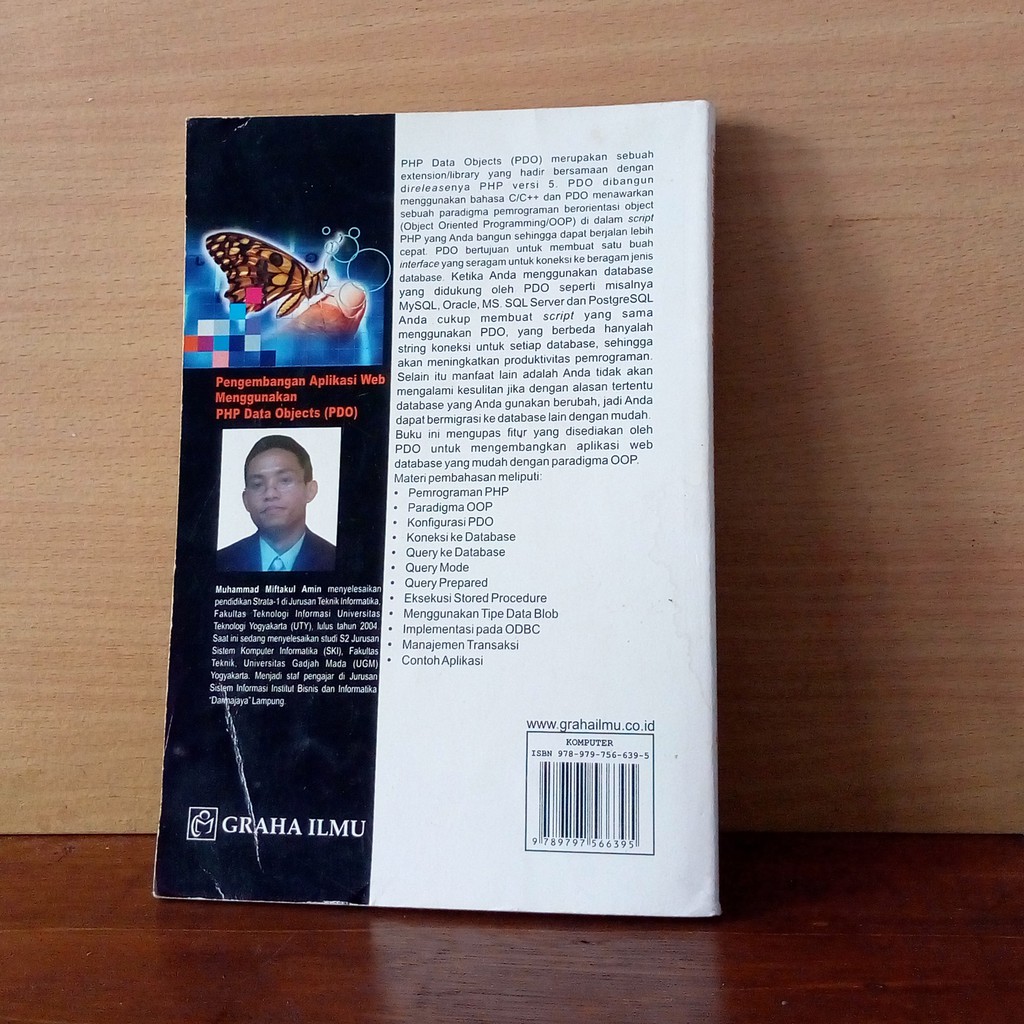 Pengembangan Aplikasi Web
Menggunakan
PHP Data Objects (PDO)
Muhammad Miftakul Amin menyelesaikan
pendidikan Strata-1 di Jurusan Teknik Informatika,
Fakultas Teknologi Informasi Universitas
Teknologi Yogyakarta (UTY), lulus tahun 2004.
Saat ini sedang menyelesaikan studi S2 Jurusan
Sistem Komputer Informatika (SKI), Fakultas
Teknik, Universitas Gadjah Mada (UGM)
Yogyakarta. Menjadi staf pengajar di Jurusan
Sistem Informasi Institut Bisnis dan Informatika
"Darmajaya" Lampung.
GRAHA ILMU
PHP Data Objects (PDO) merupakan sebuah
extension/library yang hadir bersamaan dengan
direleasenya PHP versi 5. PDO dibangun
menggunakan bahasa C/C++ dan PDO menawarkan
sebuah paradigma pemrograman berorientasi object
(Object Oriented Programming/OOP) di dalam script
PHP yang Anda bangun sehingga dapat berjalan lebih
cepat. PDO bertujuan untuk membuat satu buah
interface yang seragam untuk koneksi ke beragam jenis
database. Ketika Anda menggunakan database
yang didukung oleh PDO seperti misalnya
MySQL, Oracle, MS. SQL Server dan PostgreSQL
Anda cukup membuat script yang sama
menggunakan PDO, yang berbeda hanyalah
string koneksi untuk setiap database, sehingga
akan meningkatkan produktivitas pemrograman.
Selain itu manfaat lain adalah Anda tidak akan
mengalami kesulitan jika dengan alasan tertentu
database yang Anda gunakan berubah, jadi Anda
dapat bermigrasi ke database lain dengan mudah.
Buku ini mengupas fitur yang disediakan oleh
PDO untuk mengembangkan aplikasi web
database yang mudah dengan paradigma OOP.
Materi pembahasan meliputi:
• Pemrograman PHP
• Paradigma OOP
• Konfigurasi PDO
• Koneksi ke Database
• Query ke Database
• Query Mode
• Query Prepared
• Eksekusi Stored Procedure
• Menggunakan Tipe Data Blob
• Implementasi pada ODBC
• Manajemen Transaksi
• Contoh Aplikasi
www.grahailmu.co.id
KOMPUTER
ISBN 978-979-756-639-5
9 789797 566395